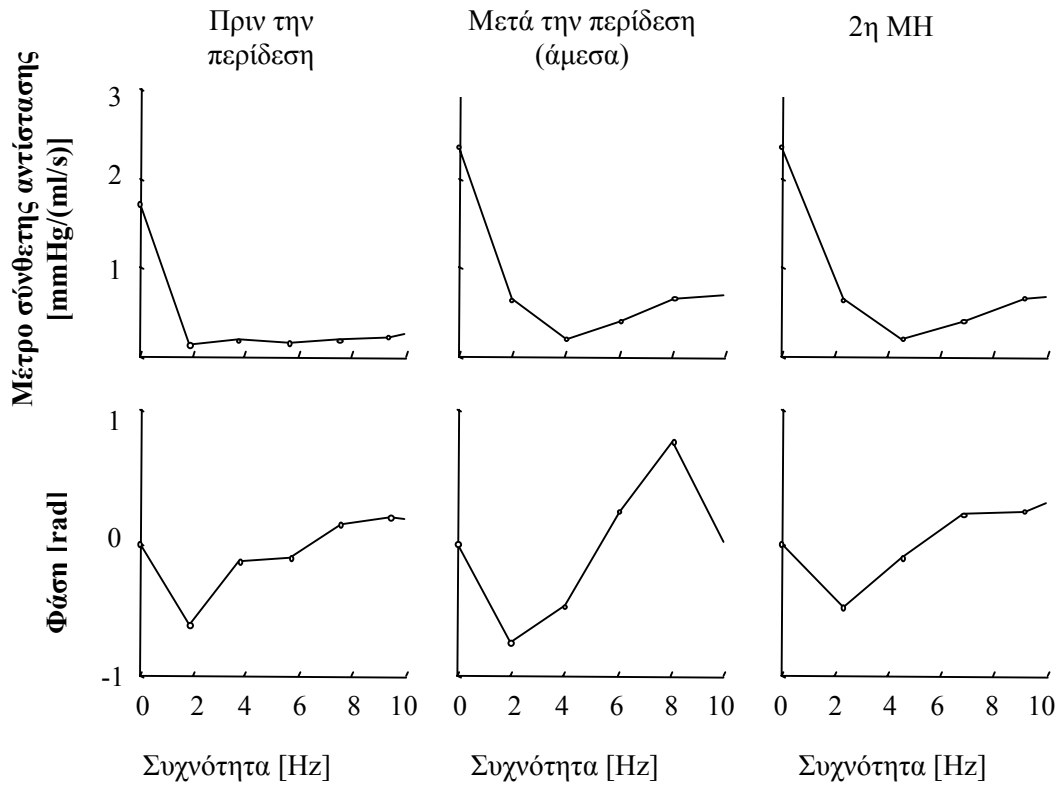 Πριν την
περίδεση
Μετά την περίδεση
(άμεσα)
2η ΜΗ
Μέτρο σύνθετης αντίστασης
[mmHg/(ml/s)]
3
2
1
Φάση [rad]
1
0
-1
0 2 4 6 8 10
0 2 4 6 8 10
0 2 4 6 8 10
Συχνότητα [Hz]
Συχνότητα [Hz]
Συχνότητα [Hz]